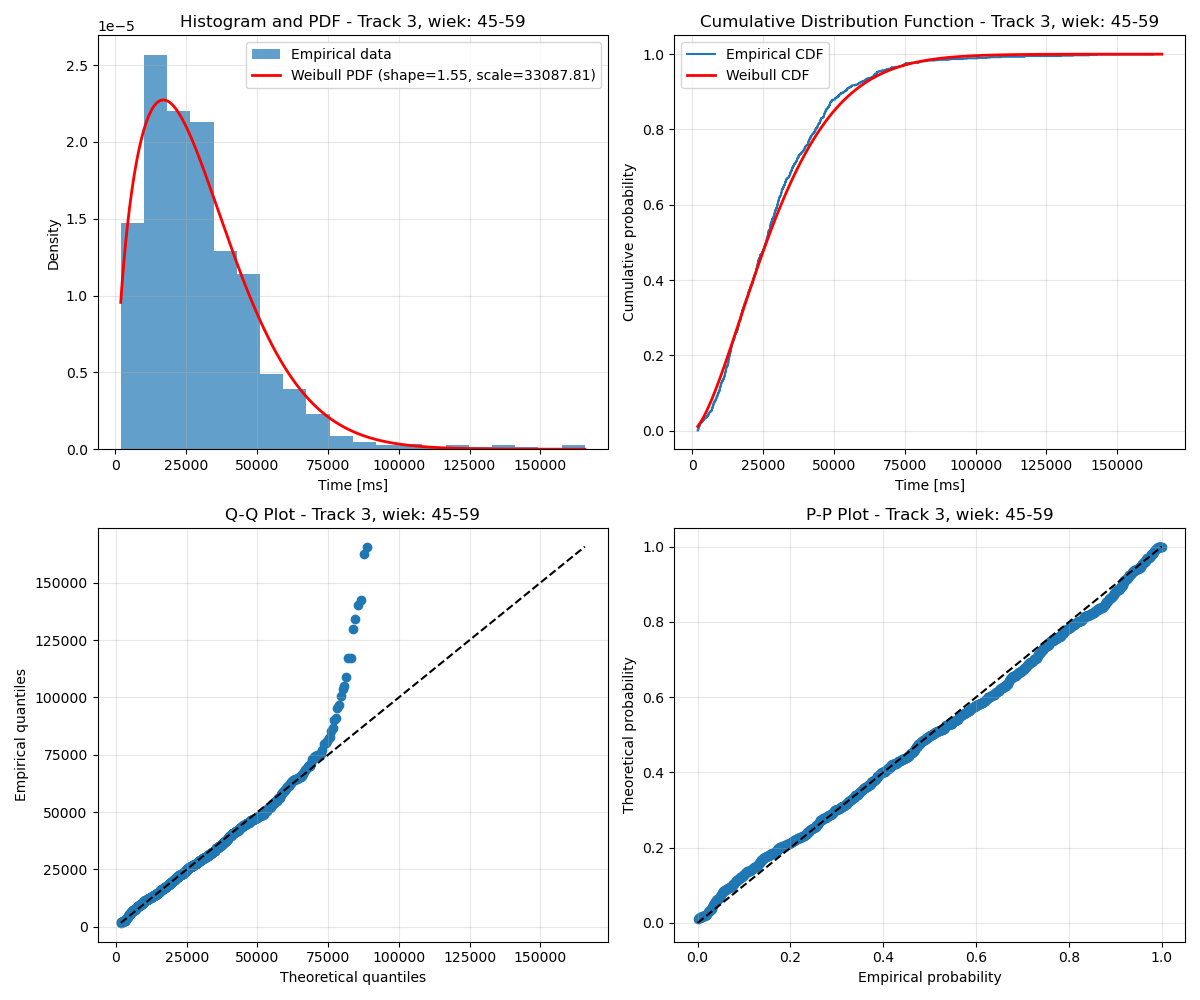 Histogram and PDF - Track 3, wiek: 45-59
1e−5
Empirical data
Weibull PDF (shape=1.55, scale=33087.81)
2.5
2.0
1.5
1.0
0.5
0.0
Density
0 25000 50000 75000 100000 125000 150000
Time [ms]
Cumulative Distribution Function - Track 3, wiek: 45-59
Empirical CDF
Weibull CDF
1.0
0.8
0.6
0.4
0.2
0.0
Cumulative probability
0 25000 50000 75000 100000 125000 150000
Time [ms]
Q-Q Plot - Track 3, wiek: 45-59
150000
125000
100000
75000
50000
25000
0
Empirical quantiles
0 25000 50000 75000 100000 125000 150000
Theoretical quantiles
P-P Plot - Track 3, wiek: 45-59
1.0
0.8
0.6
0.4
0.2
0.0
Theoretical probability
0.0 0.2 0.4 0.6 0.8 1.0
Empirical probability